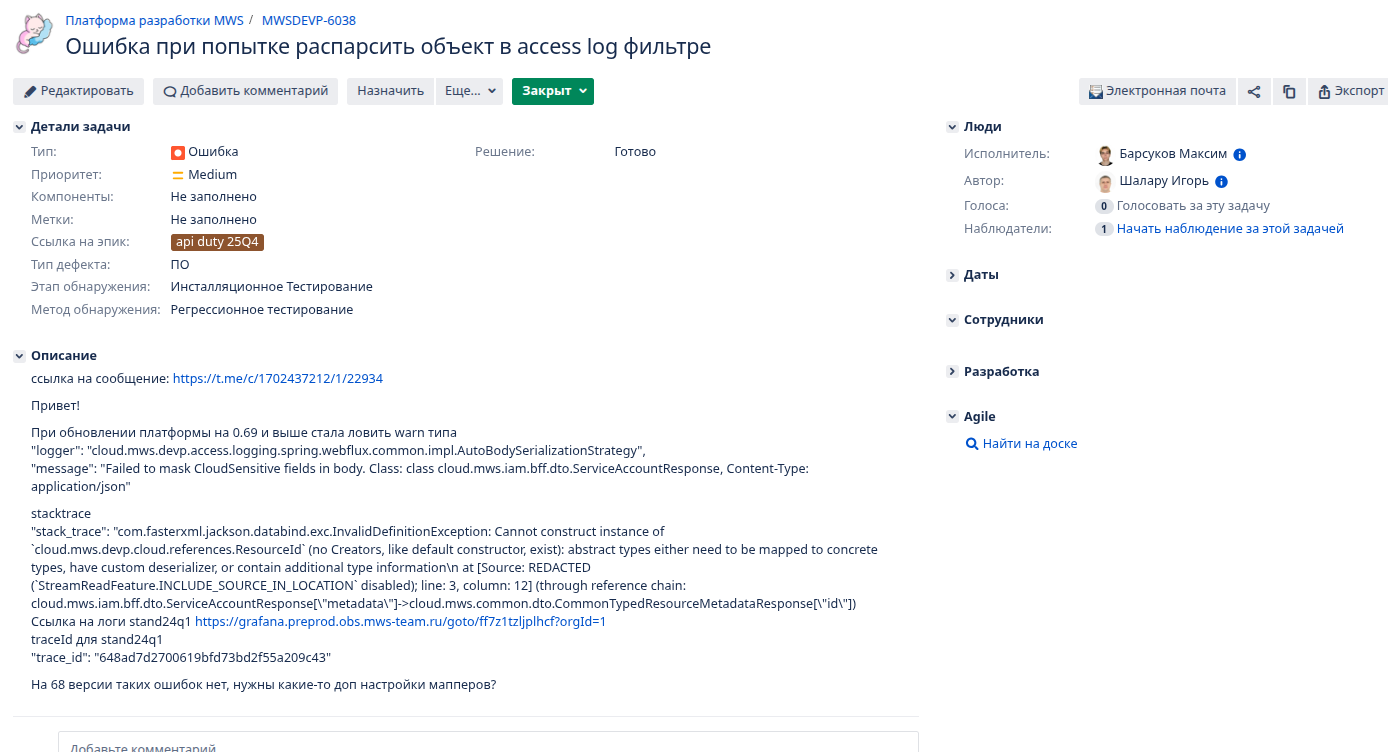 Платформа разработки MWS / MWSDEVP-6038
Ошибка при попытке распарсить объект в access log фильтре
Редактировать Добавить комментарий Назначить Еще... Закрыт Электронная почта Экспорт
Детали задачи
Тип: Ошибка Решение: Готово
Приоритет: Medium
Компоненты: Не заполнено
Метки: Не заполнено
Ссылка на эпик: api duty 25Q4
Тип дефекта: ПО
Этап обнаружения: Инсталляционное Тестирование
Метод обнаружения: Регрессионное тестирование
Описание
ссылка на сообщение: https://t.me/c/1702437212/1/22934
Привет!
При обновлении платформы на 0.69 и выше стала ловить warn типа
"logger": "cloud.mws.devp.access.logging.spring.webflux.common.impl.AutoBodySerializationStrategy",
"message": "Failed to mask CloudSensitive fields in body. Class: class cloud.mws.iam.bff.dto.ServiceAccountResponse, Content-Type:
application/json"
stacktrace
"stack_trace": "com.fasterxml.jackson.databind.exc.InvalidDefinitionException: Cannot construct instance of
`cloud.mws.devp.cloud.references.ResourceId` (no Creators, like default constructor, exist): abstract types either need to be mapped to concrete
types, have custom deserializer, or contain additional type information\n at [Source: REDACTED
(`StreamReadFeature.INCLUDE_SOURCE_IN_LOCATION` disabled); line: 3, column: 12] (through reference chain:
cloud.mws.iam.bff.dto.ServiceAccountResponse[\"metadata\"]->cloud.mws.common.dto.CommonTypedResourceMetadataResponse[\"id\"])
Ссылка на логи stand24q1 https://grafana.preprod.obs.mws-team.ru/goto/ff7z1tzljplhcf?orgId=1
traceId для stand24q1
"trace_id": "648ad7d2700619bfd73bd2f55a209c43"
На 68 версии таких ошибок нет, нужны какие-то доп настройки мапперов?
Добавьте комментарий
Люди
Исполнитель: Барсуков Максим
Автор: Шалару Игорь
Голоса: 0 Голосовать за эту задачу
Наблюдатели: 1 Начать наблюдение за этой задачей
Даты
Сотрудники
Разработка
Agile
Найти на доске